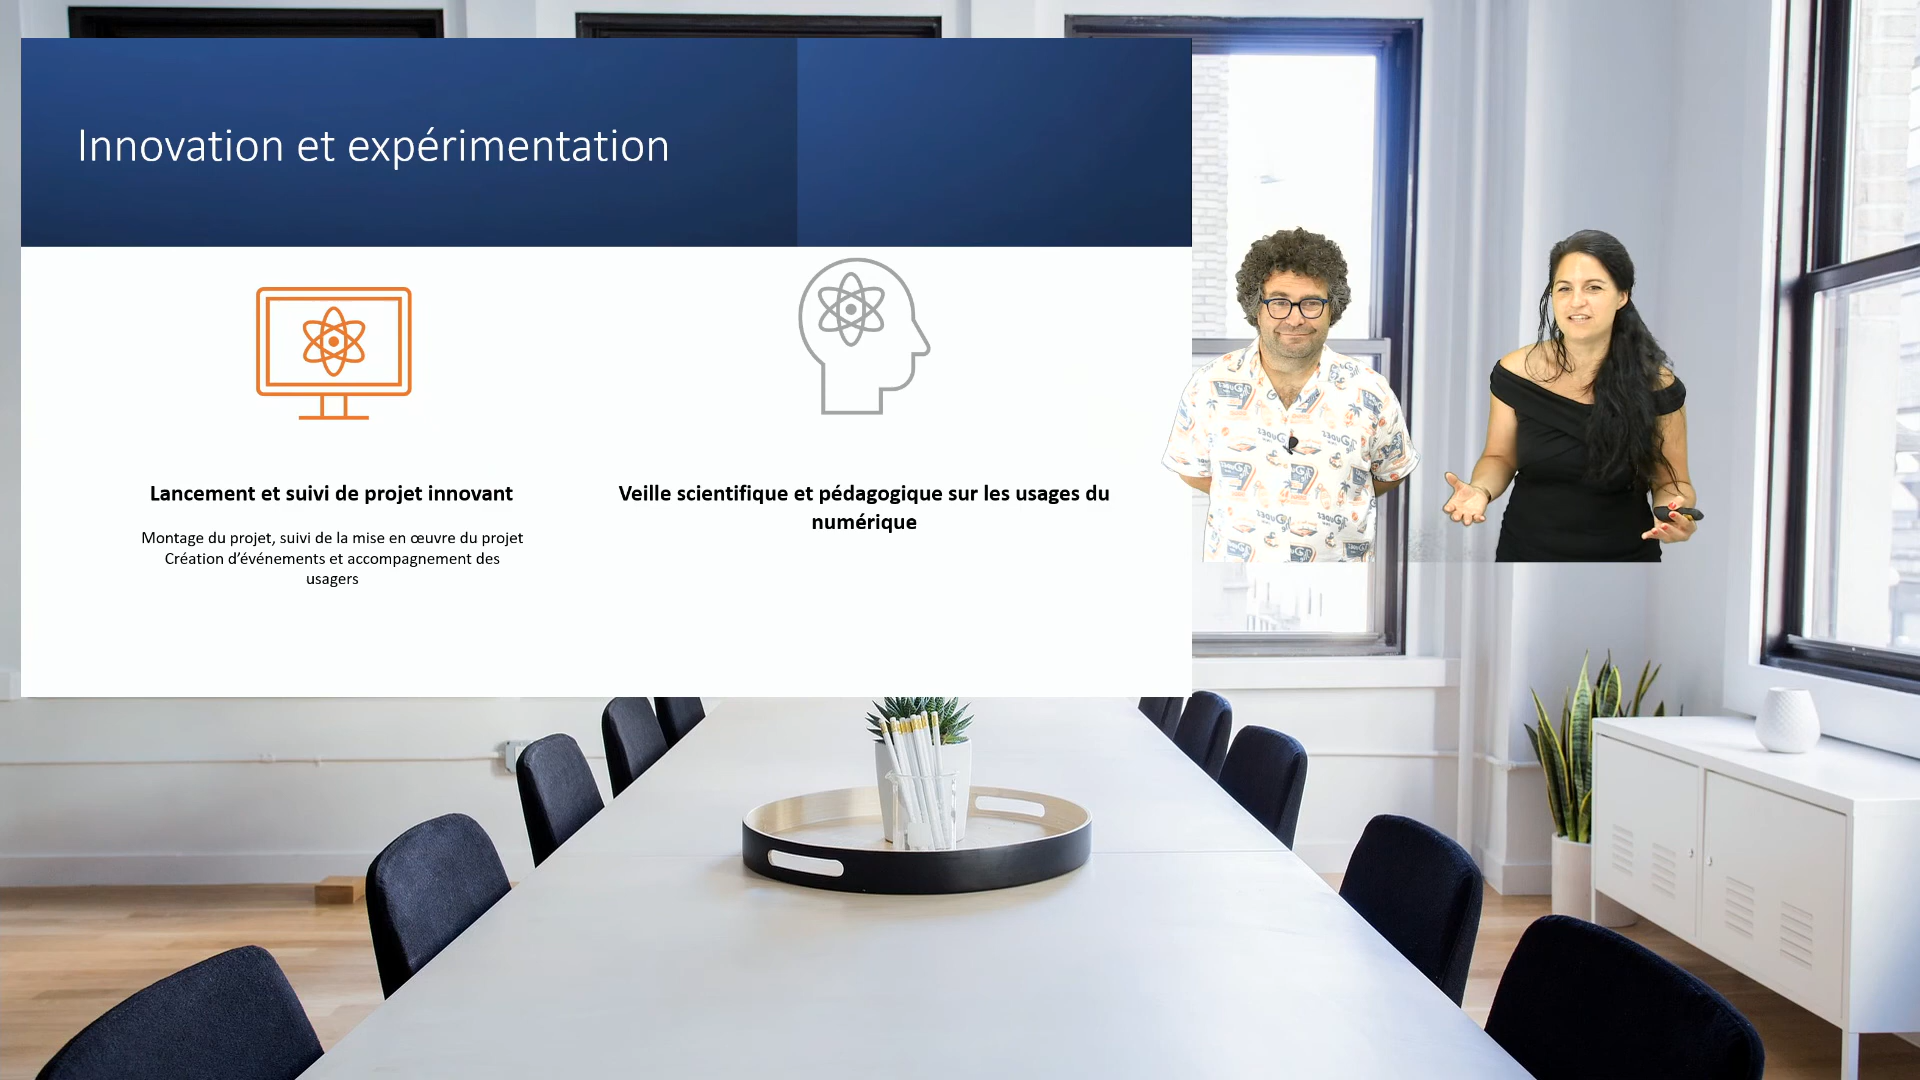 Innovation et expérimentation
Lancement et suivi de projet innovant
Montage du projet, suivi de la mise en œuvre du projet
Création d’événements et accompagnement des
usagers
Veille scientifique et pédagogique sur les usages du
numérique